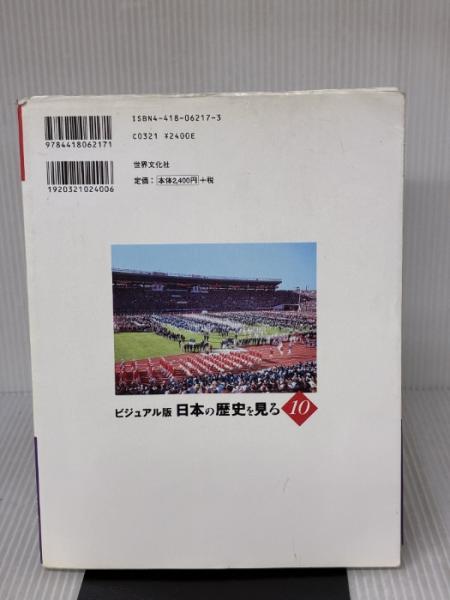 ISBN4-418-06217-3
C0321 ¥2400E
9784418062171
世界文化社
定価：本体2,400円+税
1920321024006
ビジュアル版 日本の歴史を見る 10